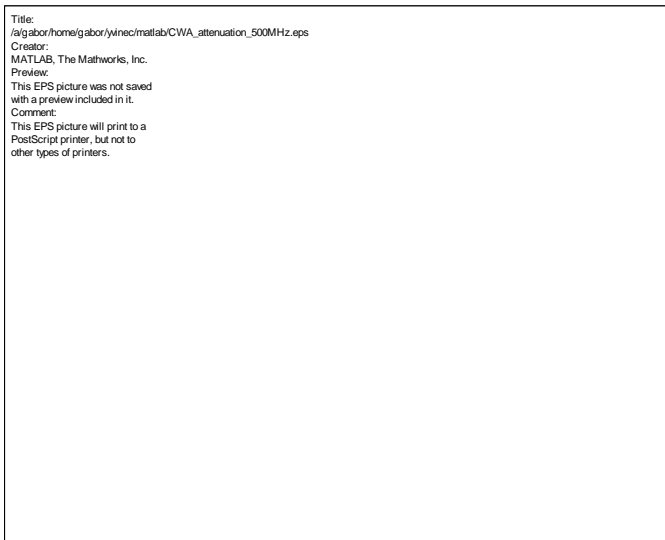 Title:
/a/gabor/home/gabor/yvinec/matlab/CWA_attenuation_500MHz.eps
Creator:
MATLAB, The Mathworks, Inc.
Preview:
This EPS picture was not saved
with a preview included in it.
Comment:
This EPS picture will print to a
PostScript printer, but not to
other types of printers.